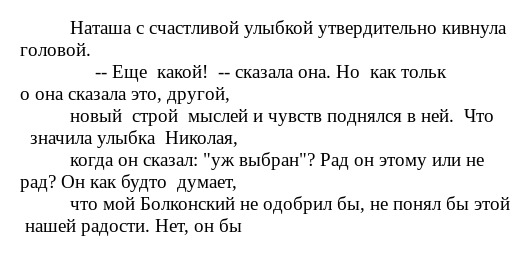 Наташа с счастливой улыбкой утвердительно кивнула
головой.
-- Еще какой! -- сказала она. Но как тольк
о она сказала это, другой,
новый строй мыслей и чувств поднялся в ней. Что
значила улыбка Николая,
когда он сказал: "уж выбран"? Рад он этому или не
рад? Он как будто думает,
что мой Болконский не одобрил бы, не понял бы этой
нашей радости. Нет, он бы